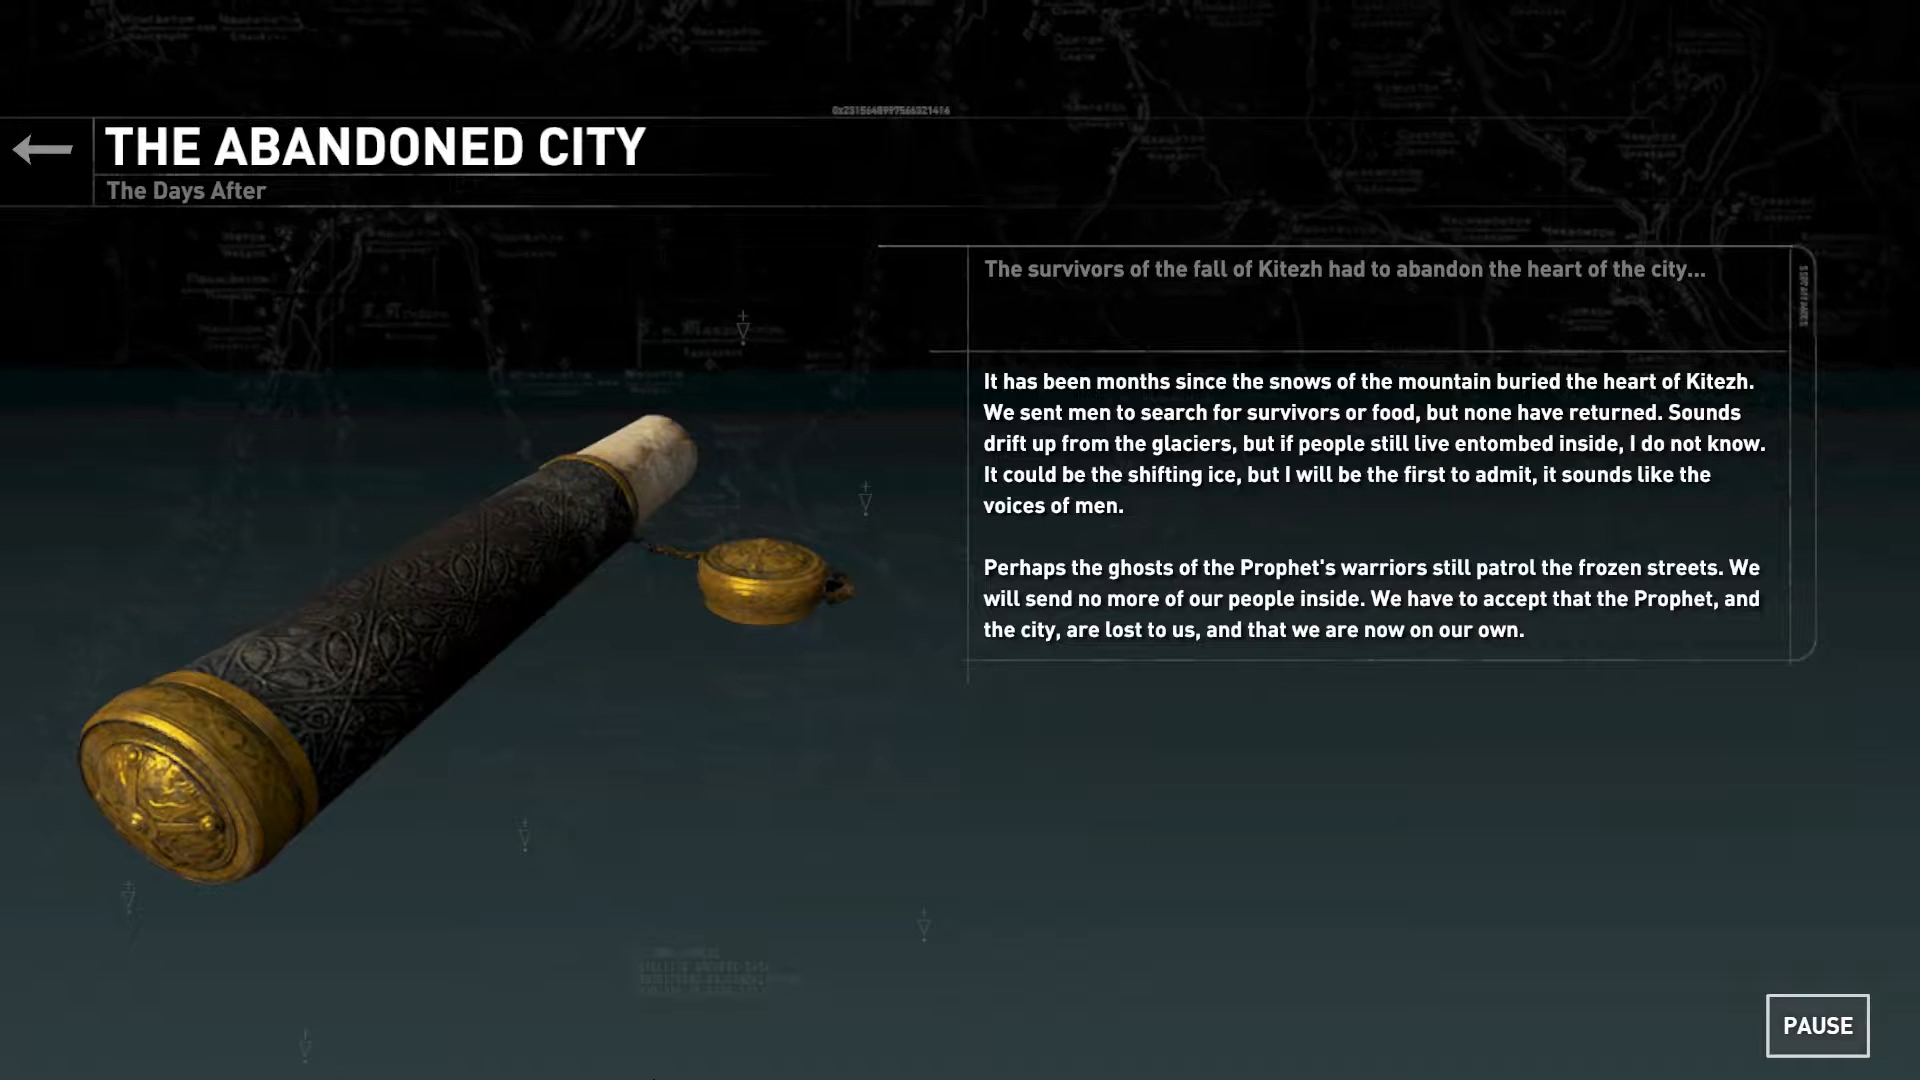 0x2315648997566321416
THE ABANDONED CITY
The Days After
The survivors of the fall of Kitezh had to abandon the heart of the city...
It has been months since the snows of the mountain buried the heart of Kitezh.
We sent men to search for survivors or food, but none have returned. Sounds
drift up from the glaciers, but if people still live entombed inside, I do not know.
It could be the shifting ice, but I will be the first to admit, it sounds like the
voices of men.
Perhaps the ghosts of the Prophet's warriors still patrol the frozen streets. We
will send no more of our people inside. We have to accept that the Prophet, and
the city, are lost to us, and that we are now on our own.
PAUSE